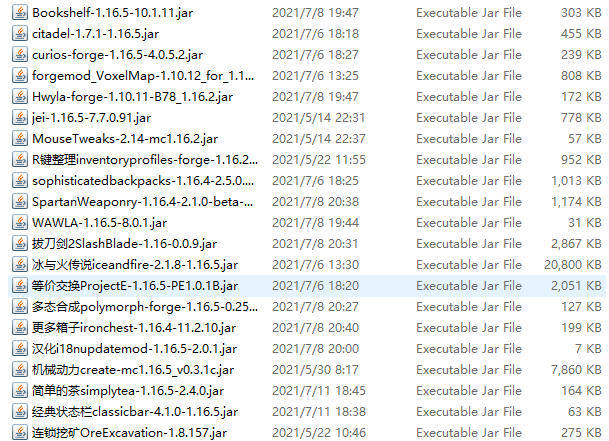 Bookshelf-1.16.5-10.1.11.jar 2021/7/8 19:47 Executable Jar File 303 KB
citadel-1.7.1-1.16.5.jar 2021/7/6 18:18 Executable Jar File 455 KB
curios-forge-1.16.5-4.0.5.2.jar 2021/7/6 18:27 Executable Jar File 239 KB
forgemod_VoxelMap-1.10.12_for_1.1... 2021/7/6 13:25 Executable Jar File 808 KB
Hwyla-forge-1.10.11-B78_1.16.2.jar 2021/7/8 19:47 Executable Jar File 172 KB
jei-1.16.5-7.7.0.91.jar 2021/5/14 22:31 Executable Jar File 778 KB
MouseTweaks-2.14-mc1.16.2.jar 2021/5/14 22:37 Executable Jar File 57 KB
R键整理inventoryprofiles-forge-1.16.2... 2021/5/22 11:55 Executable Jar File 952 KB
sophisticatedbackpacks-1.16.4-2.5.0.... 2021/7/6 18:25 Executable Jar File 1,013 KB
SpartanWeaponry-1.16.4-2.1.0-beta-... 2021/7/8 20:38 Executable Jar File 1,174 KB
WAWLA-1.16.5-8.0.1.jar 2021/7/8 19:44 Executable Jar File 31 KB
拔刀剑2SlashBlade-1.16-0.0.9.jar 2021/7/8 20:31 Executable Jar File 2,867 KB
冰与火传说iceandfire-2.1.8-1.16.5.jar 2021/7/6 13:30 Executable Jar File 20,800 KB
等价交换ProjectE-1.16.5-PE1.0.1B.jar 2021/7/6 18:20 Executable Jar File 2,051 KB
多态合成polymorph-forge-1.16.5-0.25... 2021/7/8 20:27 Executable Jar File 127 KB
更多箱子ironchest-1.16.4-11.2.10.jar 2021/7/8 20:40 Executable Jar File 199 KB
汉化i18nupdatemod-1.16.5-2.0.1.jar 2021/7/8 20:00 Executable Jar File 7 KB
机械动力create-mc1.16.5_v0.3.1c.jar 2021/5/30 8:17 Executable Jar File 7,860 KB
简单的茶simplytea-1.16.5-2.4.0.jar 2021/7/11 18:45 Executable Jar File 164 KB
经典状态栏classicbar-4.1.0-1.16.5.jar 2021/7/11 18:38 Executable Jar File 63 KB
连锁挖矿OreExcavation-1.8.157.jar 2021/5/22 10:46 Executable Jar File 275 KB